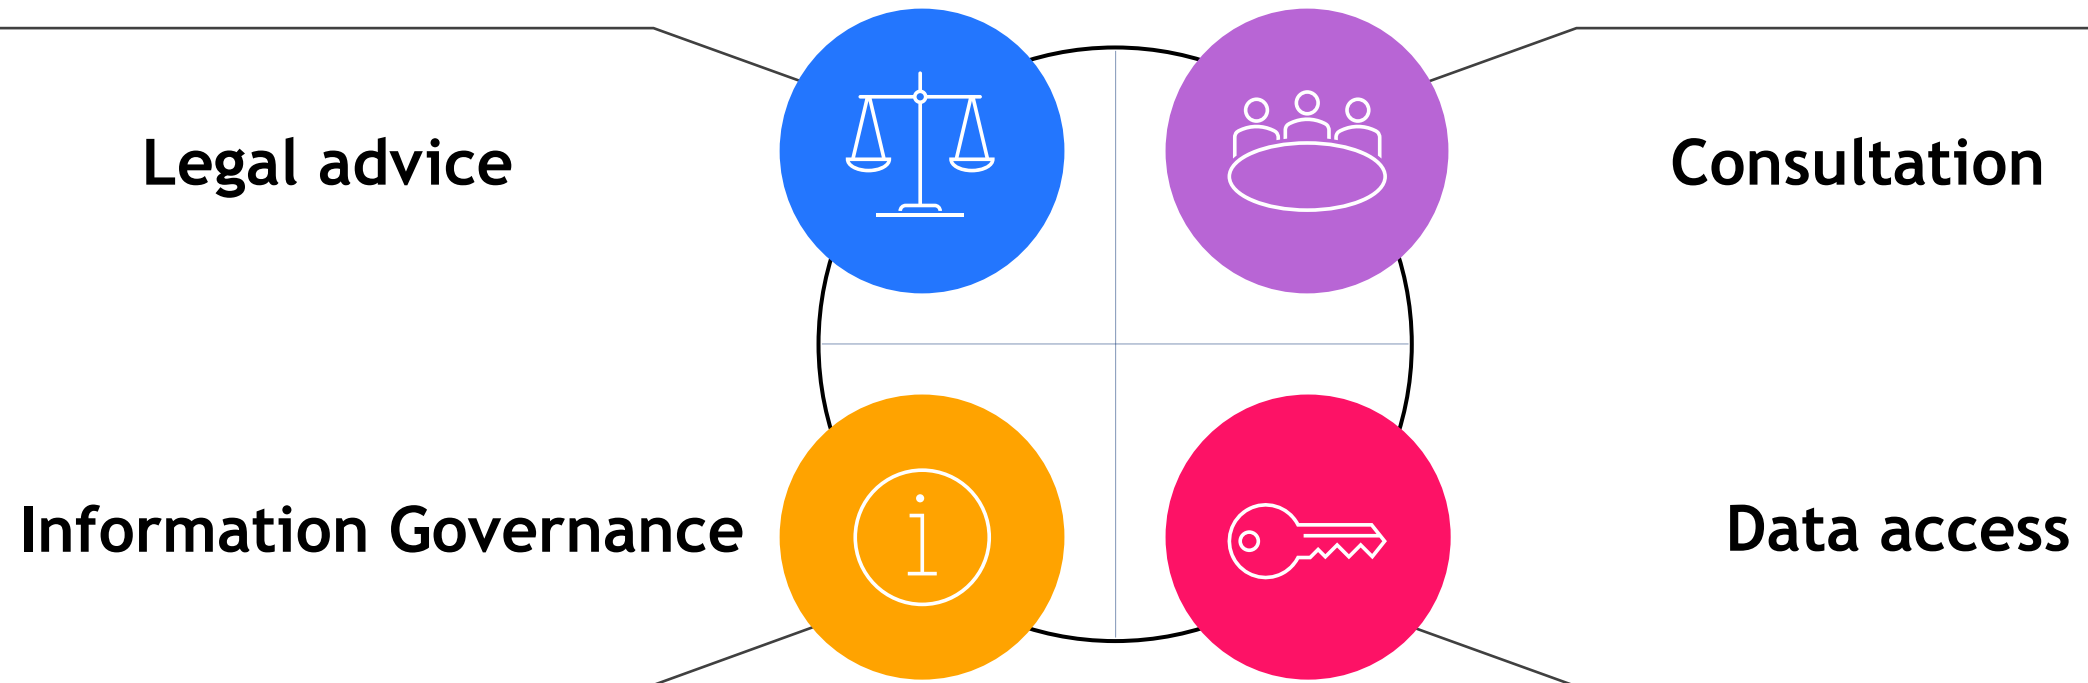 Legal advice
Consultation
Information Governance
Data access